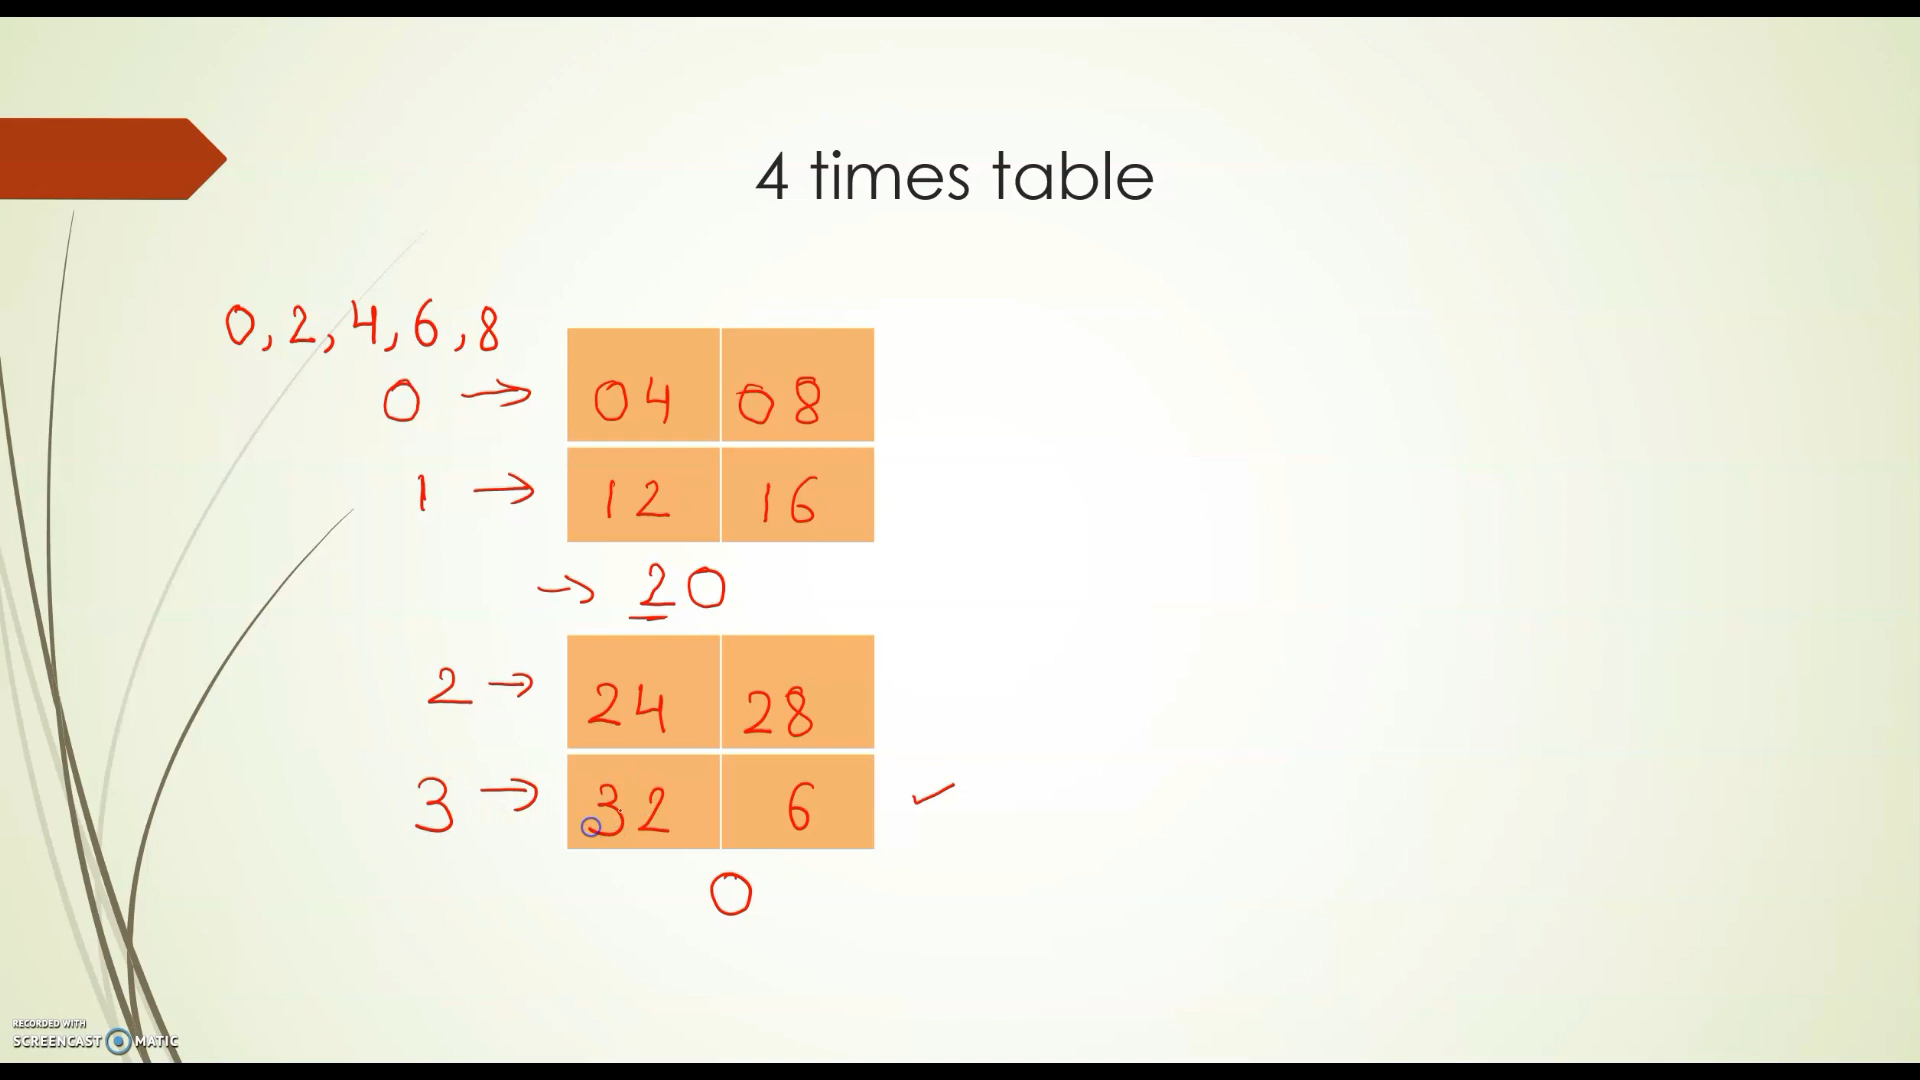 4 times table
0, 2, 4, 6, 8
0 → 04 08
1 → 12 16
→ 20
2 → 24 28
3 → 32 6 ✓
0
RECORDED WITH
SCREENCAST MATIC